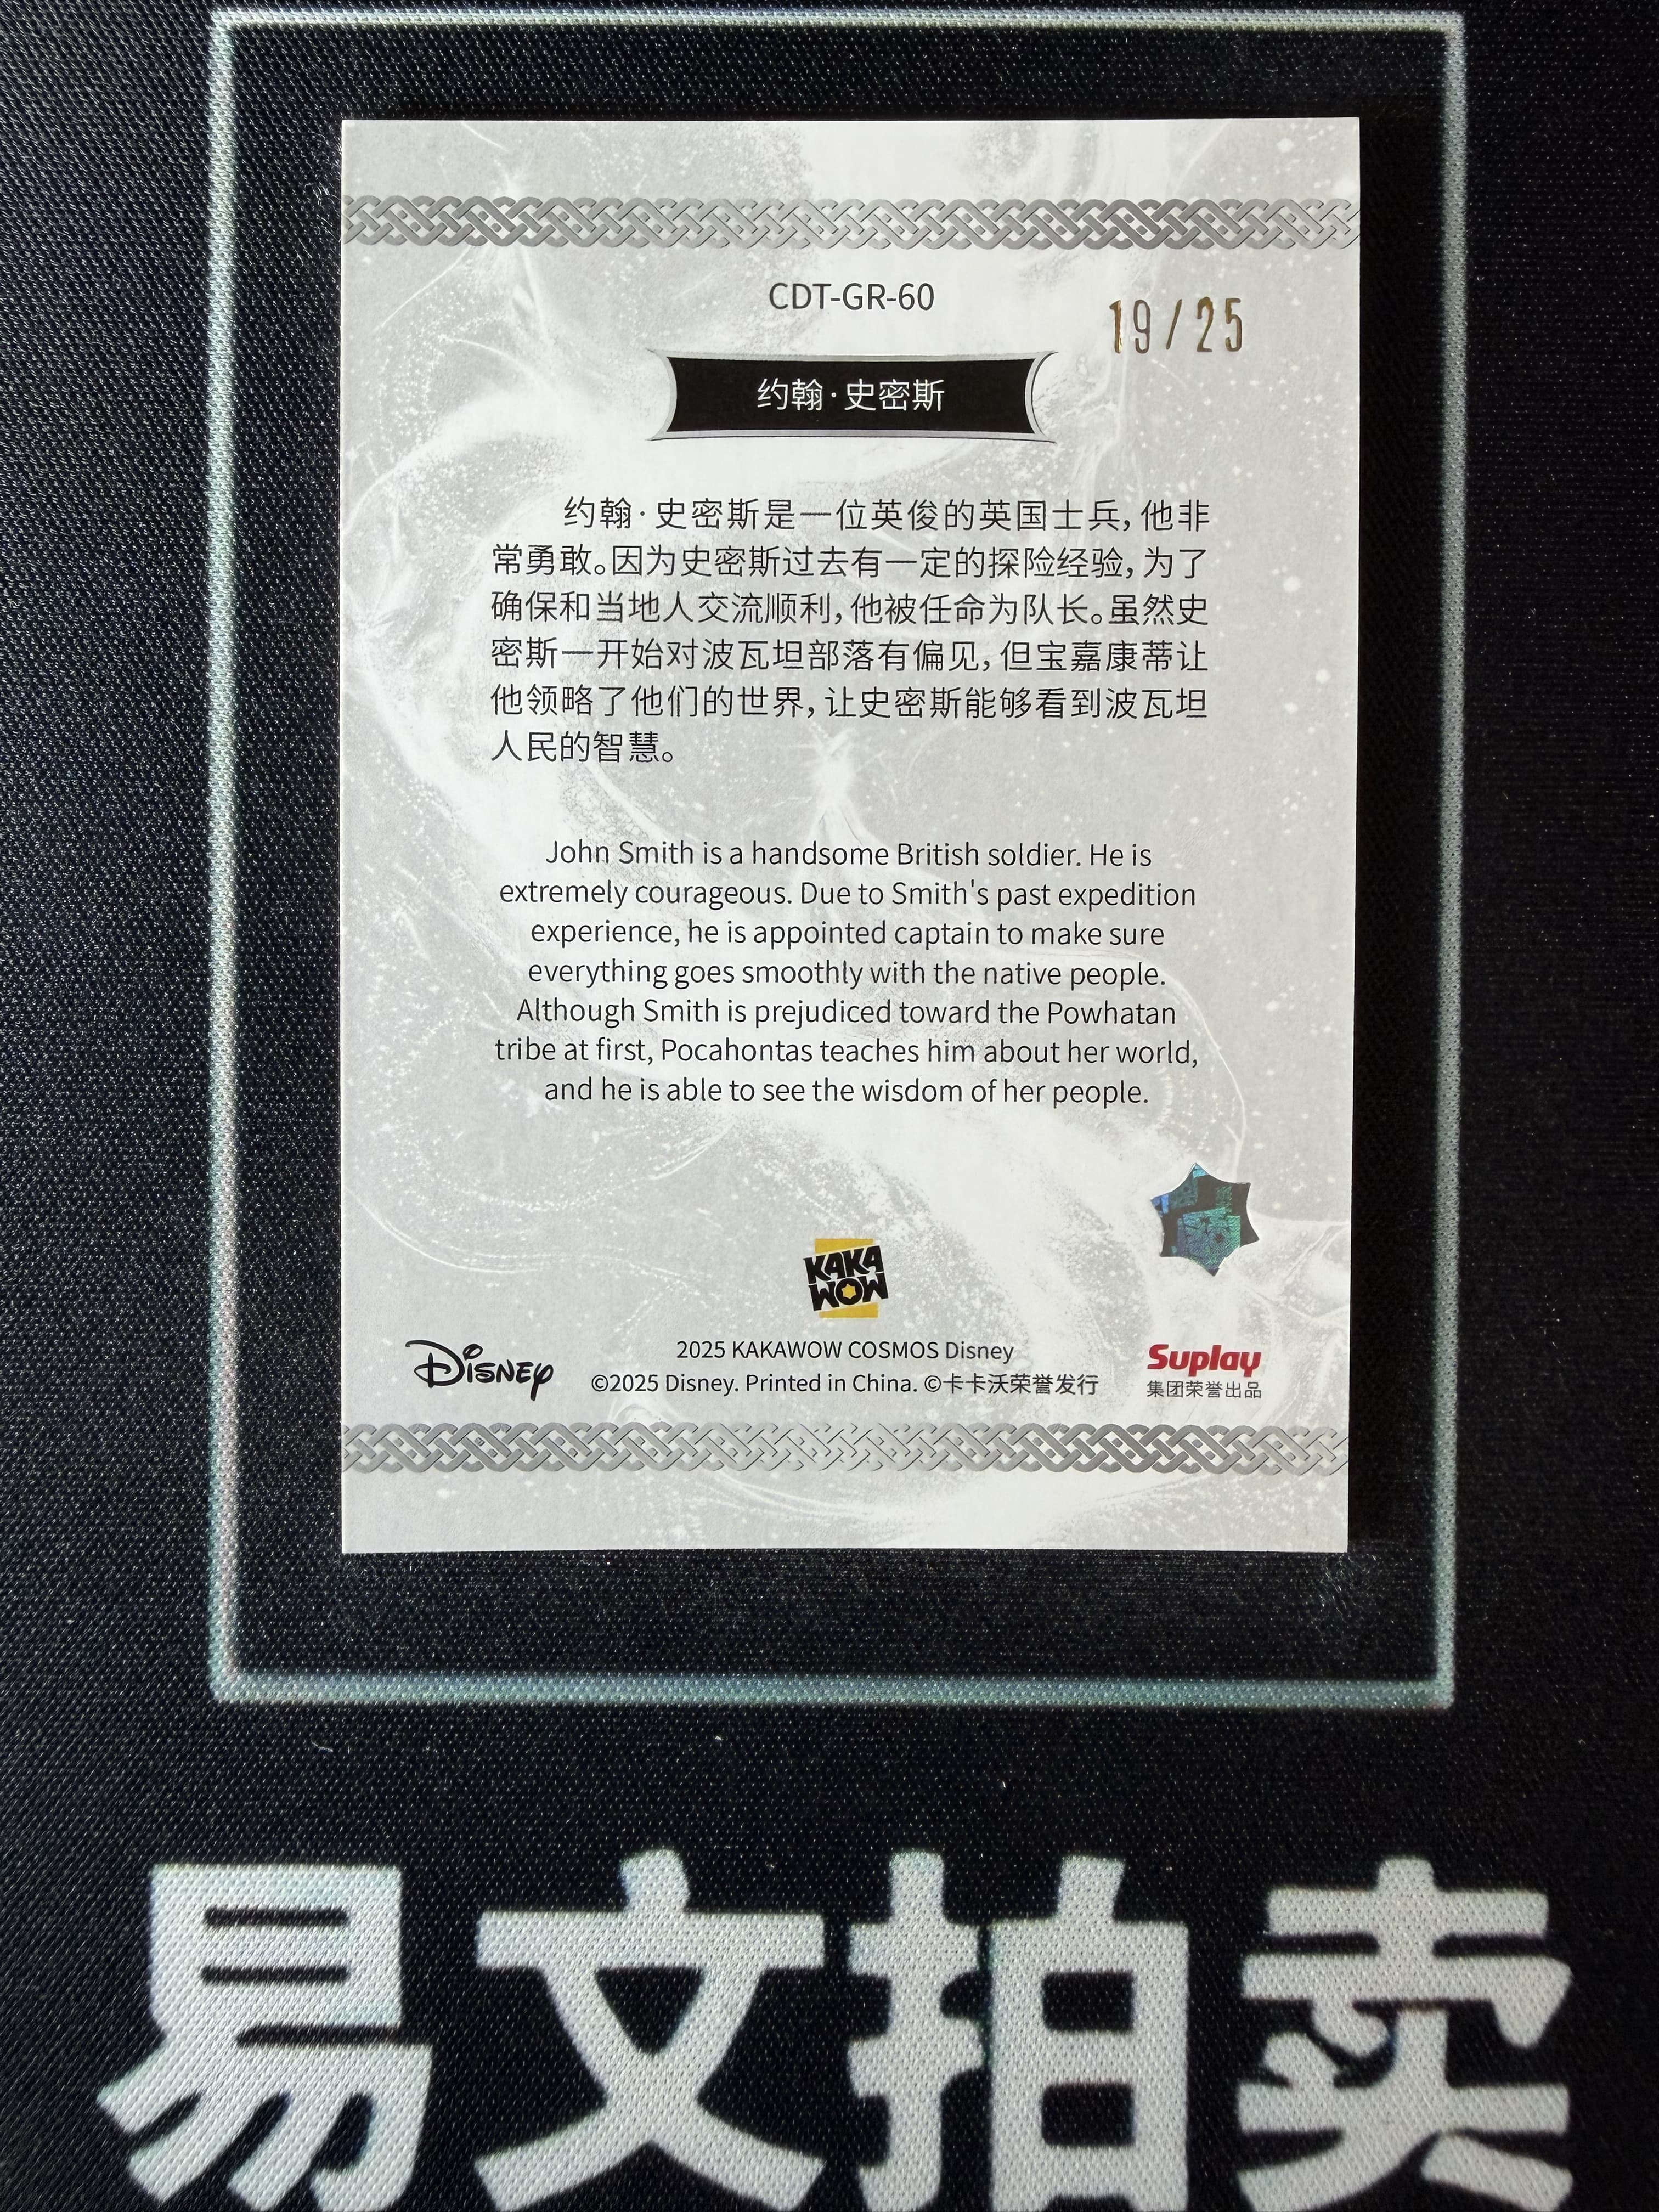 CDT-GR-60
19/25
约翰·史密斯
约翰·史密斯是一位英俊的英国士兵，他非
常勇敢。因为史密斯过去有一定的探险经验，为了
确保和当地人交流顺利，他被任命为队长。虽然史
密斯一开始对波瓦坦部落有偏见，但宝嘉康蒂让
他领略了他们的世界，让史密斯能够看到波瓦坦
人民的智慧。
John Smith is a handsome British soldier. He is
extremely courageous. Due to Smith's past expedition
experience, he is appointed captain to make sure
everything goes smoothly with the native people.
Although Smith is prejudiced toward the Powhatan
tribe at first, Pocahontas teaches him about her world,
and he is able to see the wisdom of her people.
KAKA
WOW
Disney
2025 KAKAWOW COSMOS Disney
©2025 Disney. Printed in China. ©卡卡沃荣誉发行
Suplay
集团荣誉出品
易文拍卖